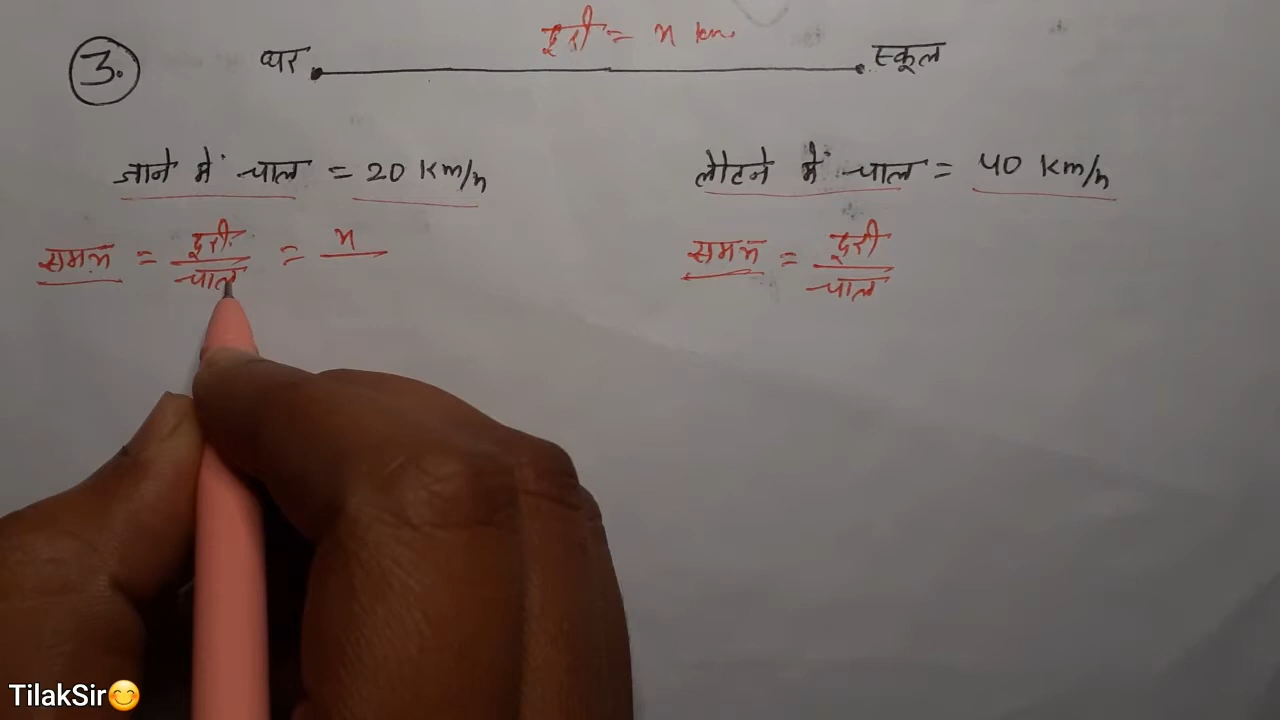 दूरी = x km.
3. घर स्कूल
जाने में चाल = 20 km/h
लौटने में चाल = 40 km/h
समय = दूरी/चाल = x
समय = दूरी/चाल
TilakSir😊